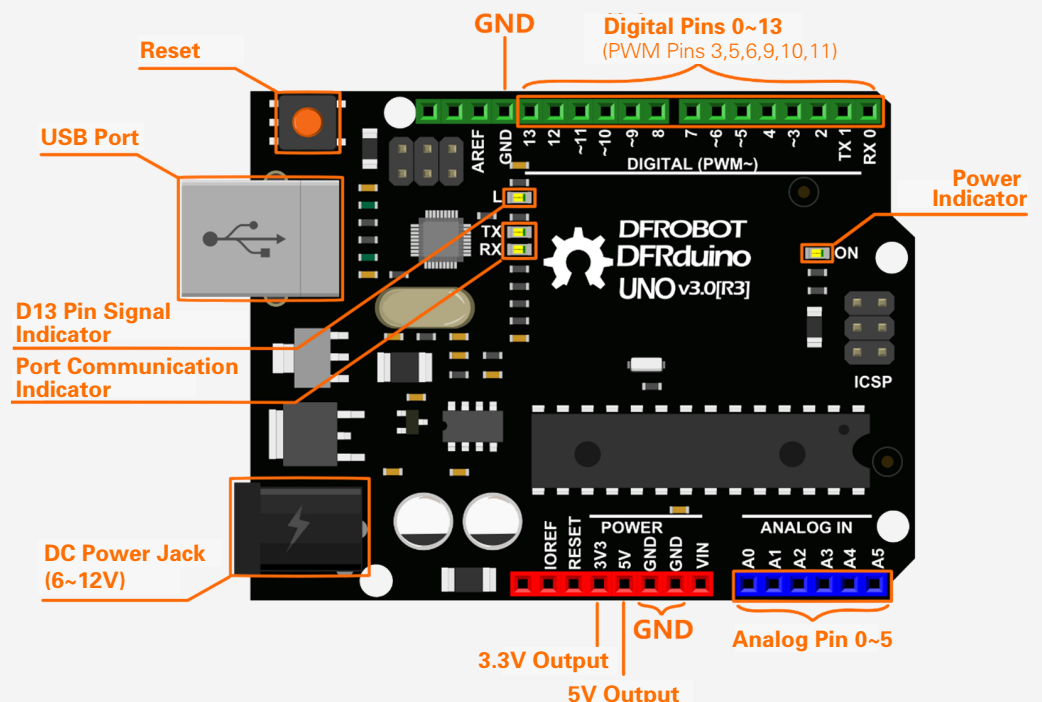 GND
Digital Pins 0~13
(PWM Pins 3,5,6,9,10,11)
Reset
USB Port
AREF
GND
13
12
~11
~10
~9
8
7
~6
~5
4
~3
2
TX 1
RX 0
DIGITAL (PWM~)
Power
Indicator
L
TX
RX
DFROBOT
DFRduino
UNO v3.0[R3]
ON
D13 Pin Signal
Indicator
Port Communication
Indicator
ICSP
DC Power Jack
(6~12V)
POWER
ANALOG IN
IOREF
RESET
3V3
5V
GND
GND
VIN
A0
A1
A2
A3
A4
A5
GND
Analog Pin 0~5
3.3V Output
5V Output